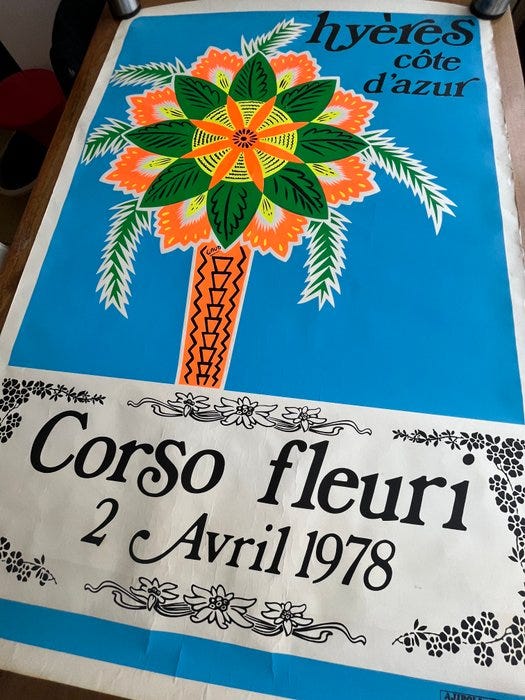 hyères
côte
d'azur
Corso fleuri
2 Avril 1978